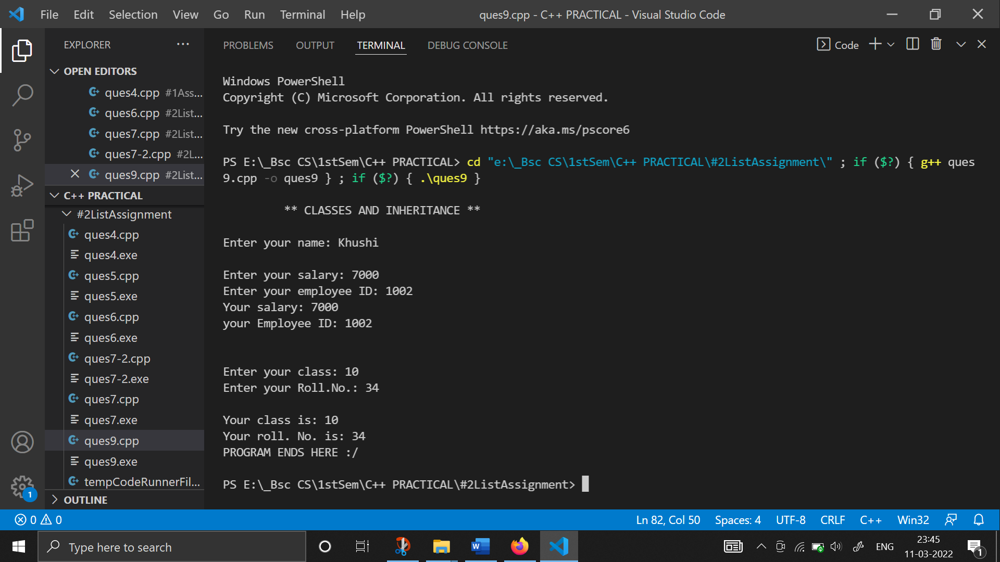 File Edit Selection View Go Run Terminal Help
ques9.cpp - C++ PRACTICAL - Visual Studio Code
EXPLORER
OPEN EDITORS
ques4.cpp #1Ass...
ques6.cpp #2List...
ques7.cpp #2List...
ques7-2.cpp #2L...
ques9.cpp #2List...
C++ PRACTICAL
#2ListAssignment
ques4.cpp
ques4.exe
ques5.cpp
ques5.exe
ques6.cpp
ques6.exe
ques7-2.cpp
ques7-2.exe
ques7.cpp
ques7.exe
ques9.cpp
ques9.exe
tempCodeRunnerFil...
OUTLINE
1
PROBLEMS OUTPUT TERMINAL DEBUG CONSOLE
Code
Windows PowerShell
Copyright (C) Microsoft Corporation. All rights reserved.
Try the new cross-platform PowerShell https://aka.ms/pscore6
PS E:\_Bsc CS\1stSem\C++ PRACTICAL> cd "e:\_Bsc CS\1stSem\C++ PRACTICAL\#2ListAssignment\" ; if ($?) { g++ ques
9.cpp -o ques9 } ; if ($?) { .\ques9 }
** CLASSES AND INHERITANCE **
Enter your name: Khushi
Enter your salary: 7000
Enter your employee ID: 1002
Your salary: 7000
your Employee ID: 1002
Enter your class: 10
Enter your Roll.No.: 34
Your class is: 10
Your roll. No. is: 34
PROGRAM ENDS HERE :/
PS E:\_Bsc CS\1stSem\C++ PRACTICAL\#2ListAssignment>
0 0
Ln 82, Col 50 Spaces: 4 UTF-8 CRLF C++ Win32
Type here to search
W
ENG
23:45
11-03-2022
1